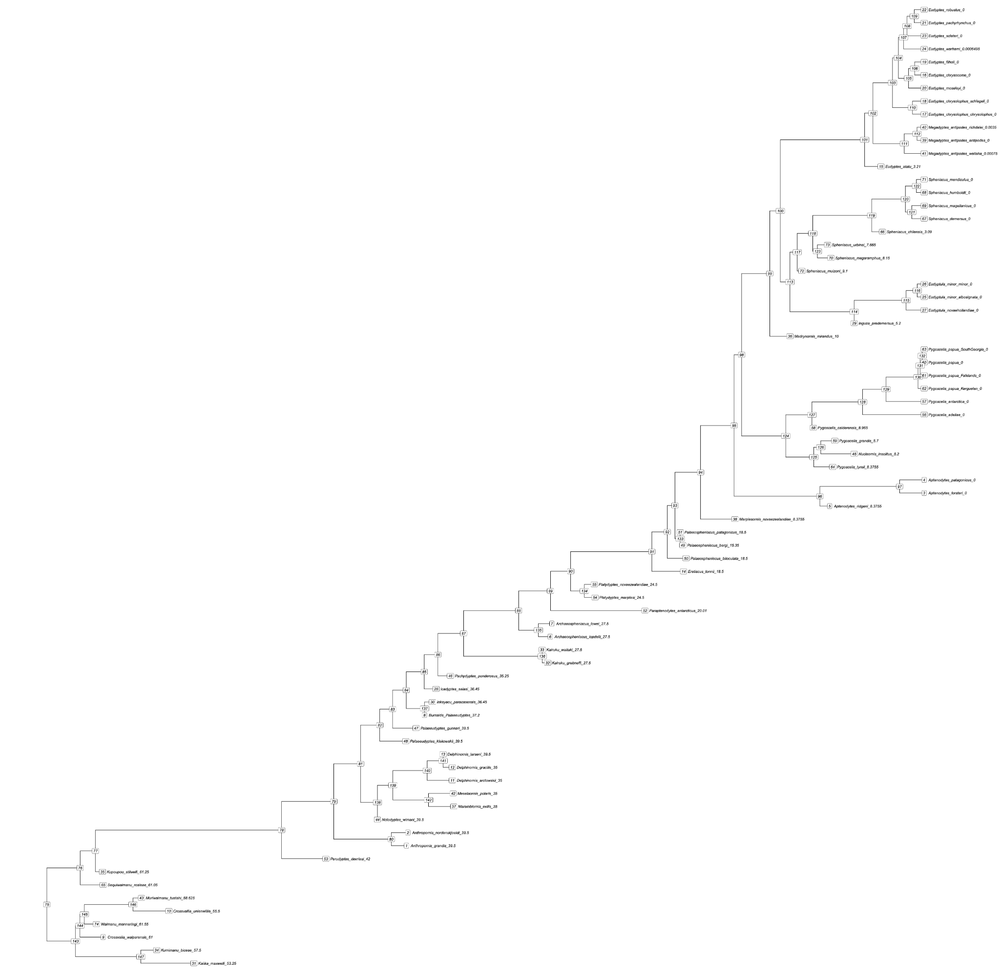 22 Eudyptes_robustus_0
109
21 Eudyptes_pachyrhynchus_0
108
23 Eudyptes_sclateri_0
107
24 Eudyptes_warhami_0.0006495
104
19 Eudyptes_filholi_0
106
16 Eudyptes_chrysocome_0
105
103
20 Eudyptes_moseleyi_0
18 Eudyptes_chrysolophus_schlegeli_0
110
102
17 Eudyptes_chrysolophus_chrysolophus_0
40 Megadyptes_antipodes_richdalei_0.0035
112
101
39 Megadyptes_antipodes_antipodes_0
111
41 Megadyptes_antipodes_waitaha_0.00075
15 Eudyptes_atatu_3.21
71 Spheniscus_mendiculus_0
122
68 Spheniscus_humboldti_0
120
69 Spheniscus_magellanicus_0
100
121
119
67 Spheniscus_demersus_0
66 Spheniscus_chilensis_3.09
118
73 Spheniscus_urbinai_7.665
123
117
70 Spheniscus_megaramphus_8.15
72 Spheniscus_muizoni_9.1
99
113
26 Eudyptula_minor_minor_0
116
25 Eudyptula_minor_albosignata_0
115
27 Eudyptula_novaehollandiae_0
114
29 Inguza_predemersus_5.2
36 Madrynornis_mirandus_10
63 Pygoscelis_papua_SouthGeorgia_0
98
132
60 Pygoscelis_papua_0
131
61 Pygoscelis_papua_Falklands_0
130
62 Pygoscelis_papua_Kerguelen_0
129
57 Pygoscelis_antarctica_0
128
56 Pygoscelis_adeliae_0
127
95
58 Pygoscelis_calderensis_8.965
124
59 Pygoscelis_grandis_5.7
126
45 Nucleornis_insolitus_5.2
125
64 Pygoscelis_tyreii_8.3755
94
4 Aptenodytes_patagonicus_0
97
3 Aptenodytes_forsteri_0
96
5 Aptenodytes_ridgeni_8.3755
93
38 Marplesornis_novaezealandiae_8.3755
92
51 Palaeospheniscus_patagonicus_18.5
133
49 Palaeospheniscus_bergi_15.35
91
50 Palaeospheniscus_biloculata_18.5
90
14 Eretiscus_tonnii_18.5
55 Platydyptes_novaezealandiae_24.5
89
134
54 Platydyptes_marplesi_24.5
88
52 Paraptenodytes_antarcticus_20.01
7 Archaeospheniscus_lowei_27.5
135
87
6 Archaeospheniscus_lopdelli_27.5
33 Kairuku_waitaki_27.5
86
136
32 Kairuku_grebneffi_27.5
85
46 Pachydyptes_ponderosus_35.25
84
28 Icadyptes_salasi_36.45
30 Inkayacu_paracasensis_36.45
83
137
8 Burnside_Palaeeudyptes_37.2
82
47 Palaeeudyptes_gunnari_39.5
48 Palaeeudyptes_klekowskii_39.5
13 Delphinornis_larseni_39.5
141
81
12 Delphinornis_gracilis_35
140
11 Delphinornis_arctowskii_35
139
42 Mesetaornis_polaris_35
142
79
138
37 Marambiornis_exilis_35
44 Notodyptes_wimani_39.5
78
2 Anthropornis_nordenskjoeldi_39.5
80
1 Anthropornis_grandis_39.5
77
53 Perudyptes_devriesi_42
76
35 Kupoupou_stilwelli_61.25
65 Sequiwaimanu_rosieae_61.05
43 Muriwaimanu_tuatahi_58.625
75
146
10 Crossvallia_unienwillia_55.5
145
74 Waimanu_manneringi_61.55
144
9 Crossvalia_waiparensis_61
143
34 Kumimanu_biceae_57.5
147
31 Kaiika_maxwelli_53.25